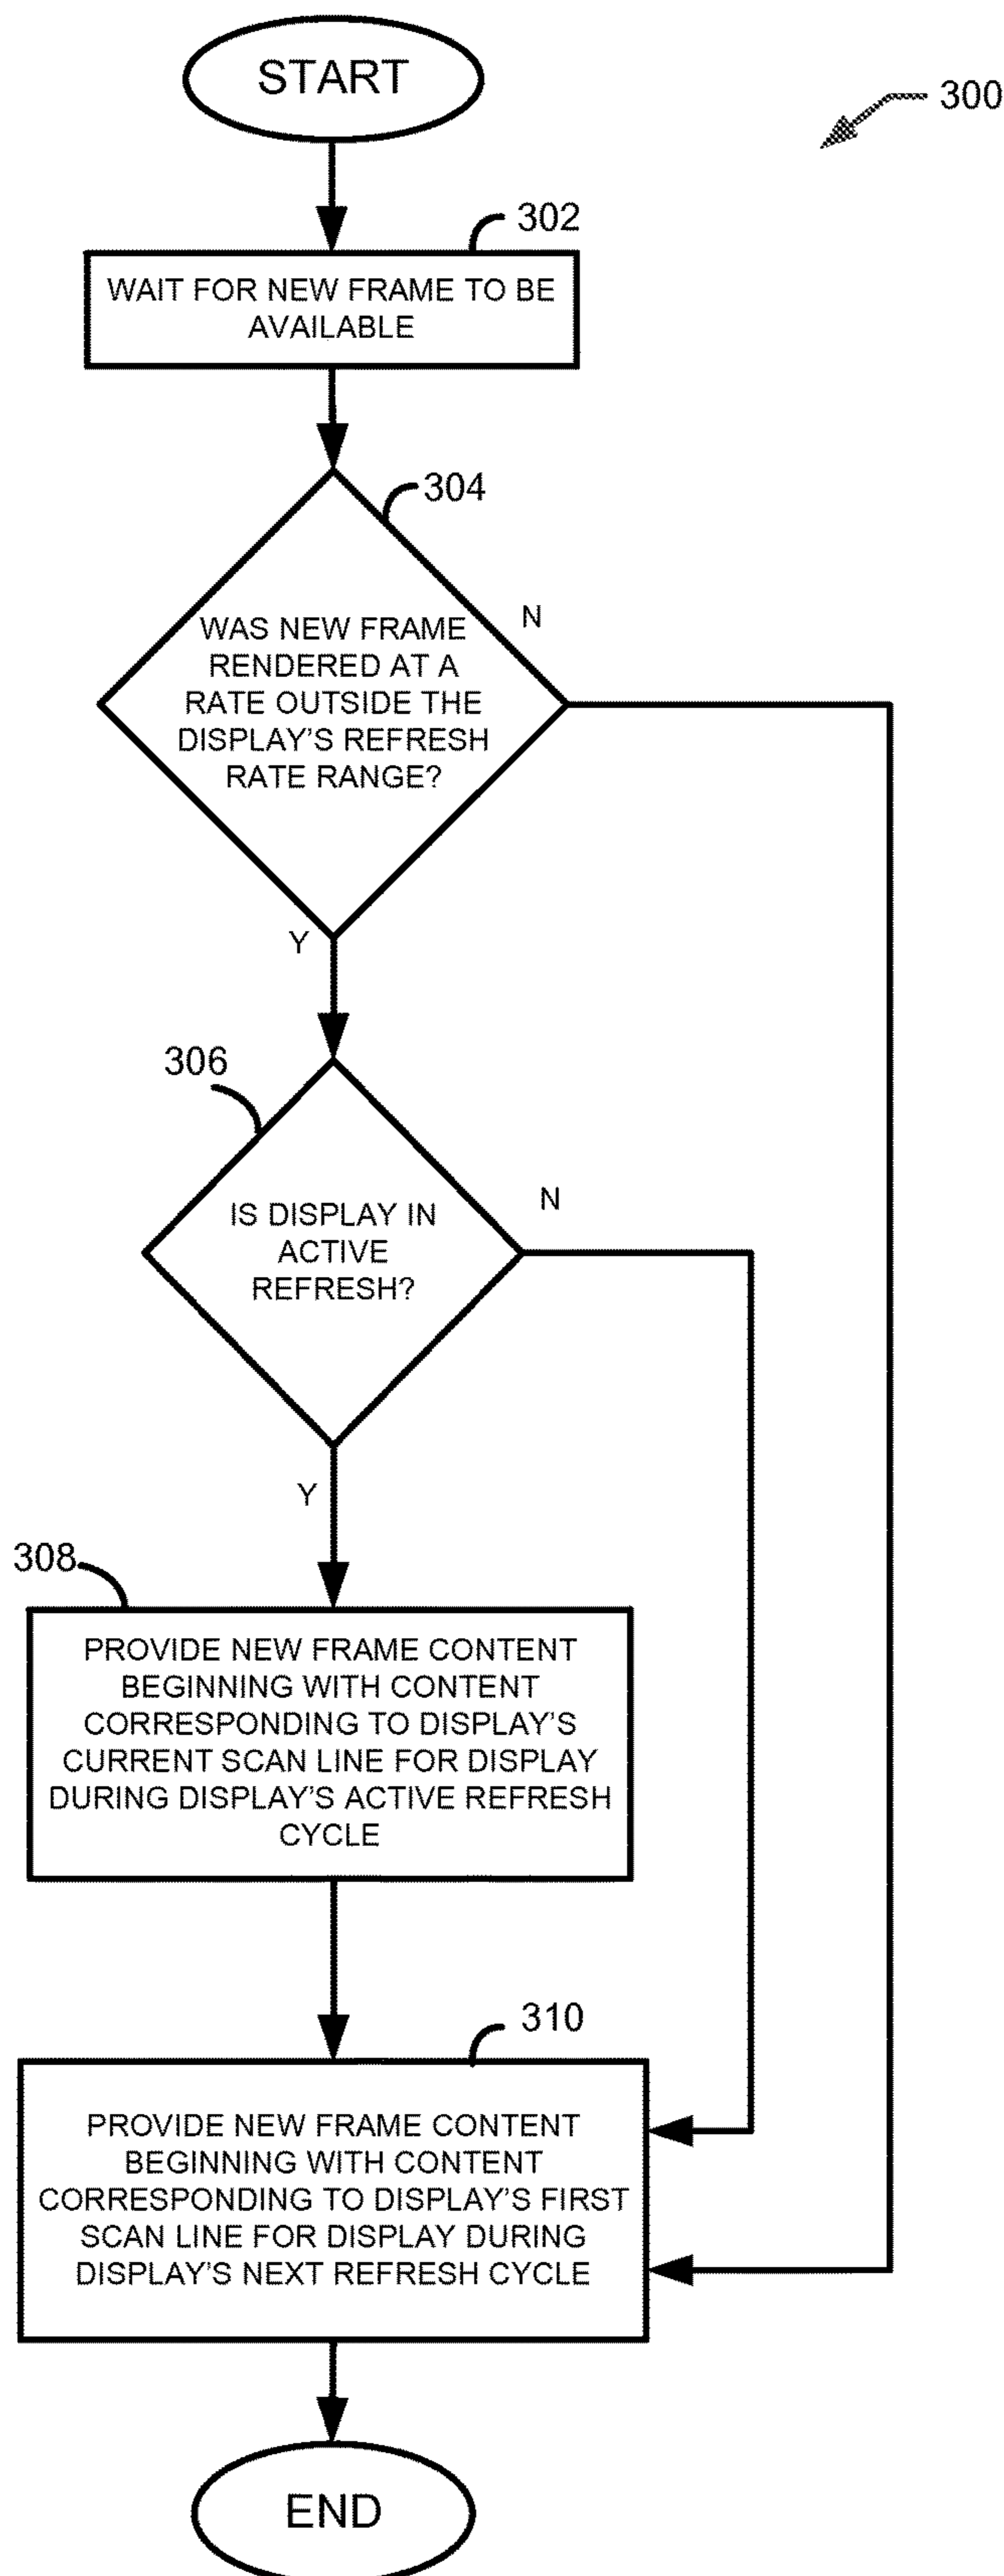 START
300
302
WAIT FOR NEW FRAME TO BE
AVAILABLE
304
N
WAS NEW FRAME
RENDERED AT A
RATE OUTSIDE THE
DISPLAY'S REFRESH
RATE RANGE?
Y
306
N
IS DISPLAY IN
ACTIVE
REFRESH?
Y
308
PROVIDE NEW FRAME CONTENT
BEGINNING WITH CONTENT
CORRESPONDING TO DISPLAY'S
CURRENT SCAN LINE FOR DISPLAY
DURING DISPLAY'S ACTIVE REFRESH
CYCLE
310
PROVIDE NEW FRAME CONTENT
BEGINNING WITH CONTENT
CORRESPONDING TO DISPLAY'S FIRST
SCAN LINE FOR DISPLAY DURING
DISPLAY'S NEXT REFRESH CYCLE
END